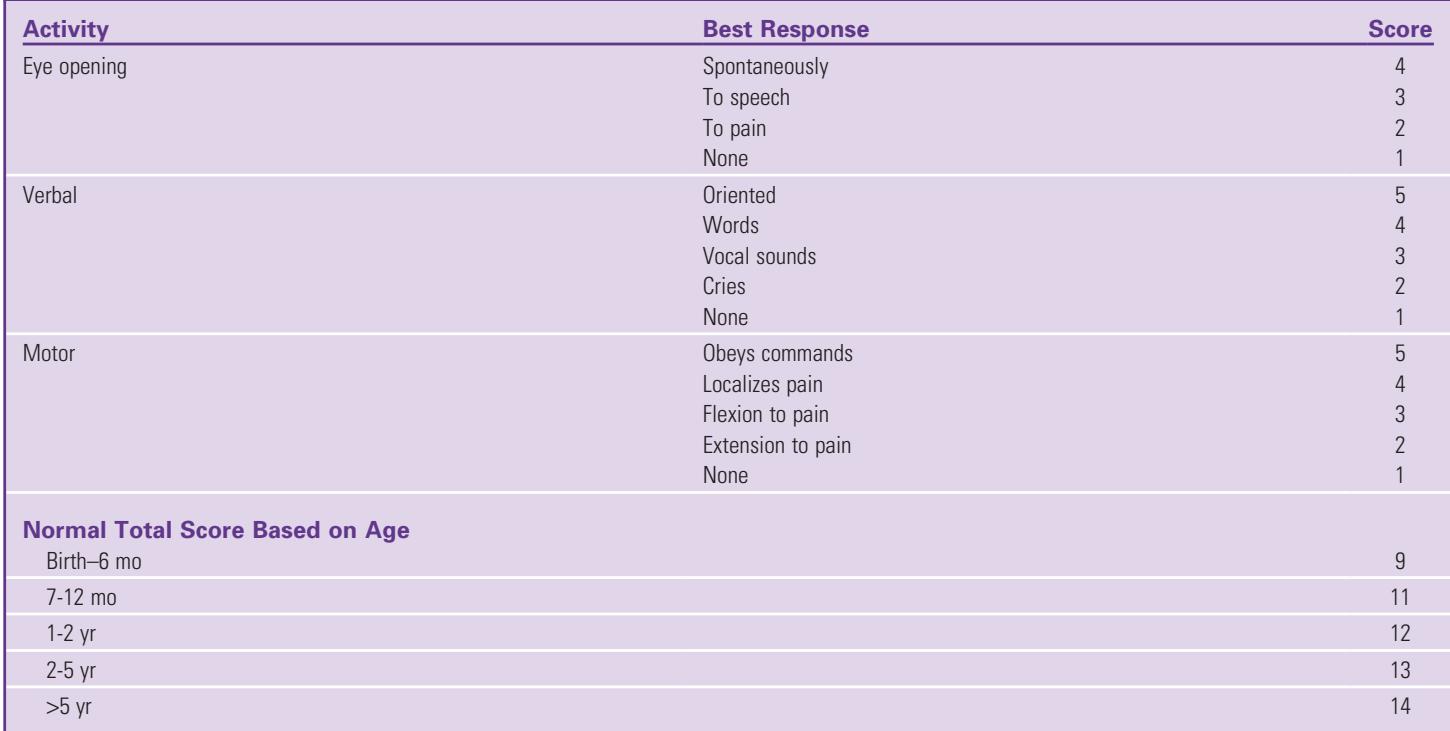 Activity Best Response Score
Eye opening Spontaneously 4
To speech 3
To pain 2
None 1
Verbal Oriented 5
Words 4
Vocal sounds 3
Cries 2
None 1
Motor Obeys commands 5
Localizes pain 4
Flexion to pain 3
Extension to pain 2
None 1
Normal Total Score Based on Age
Birth–6 mo 9
7-12 mo 11
1-2 yr 12
2-5 yr 13
>5 yr 14